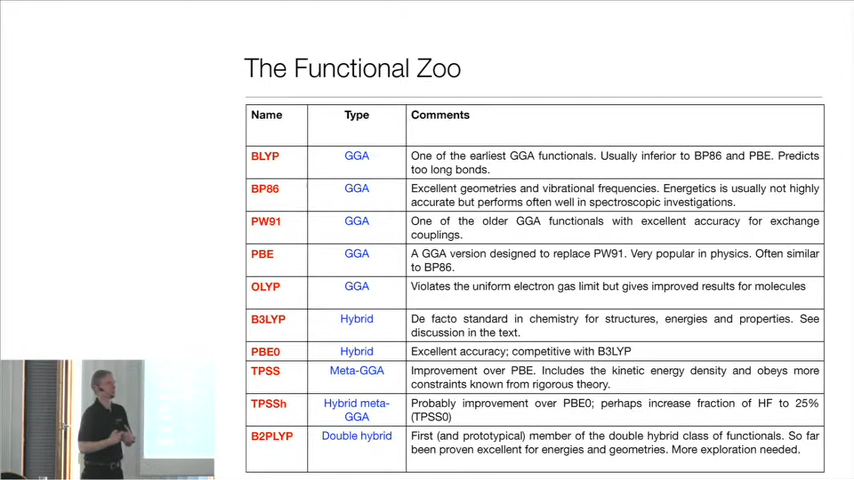 The Functional Zoo
Name Type Comments
BLYP GGA One of the earliest GGA functionals. Usually inferior to BP86 and PBE. Predicts
too long bonds.
BP86 GGA Excellent geometries and vibrational frequencies. Energetics is usually not highly
accurate but performs often well in spectroscopic investigations.
PW91 GGA One of the older GGA functionals with excellent accuracy for exchange
couplings.
PBE GGA A GGA version designed to replace PW91. Very popular in physics. Often similar
to BP86.
OLYP GGA Violates the uniform electron gas limit but gives improved results for molecules
B3LYP Hybrid De facto standard in chemistry for structures, energies and properties. See
discussion in the text.
PBE0 Hybrid Excellent accuracy; competitive with B3LYP
TPSS Meta-GGA Improvement over PBE. Includes the kinetic energy density and obeys more
constraints known from rigorous theory.
TPSSh Hybrid meta- Probably improvement over PBE0; perhaps increase fraction of HF to 25%
GGA (TPSS0)
B2PLYP Double hybrid First (and prototypical) member of the double hybrid class of functionals. So far
been proven excellent for energies and geometries. More exploration needed.